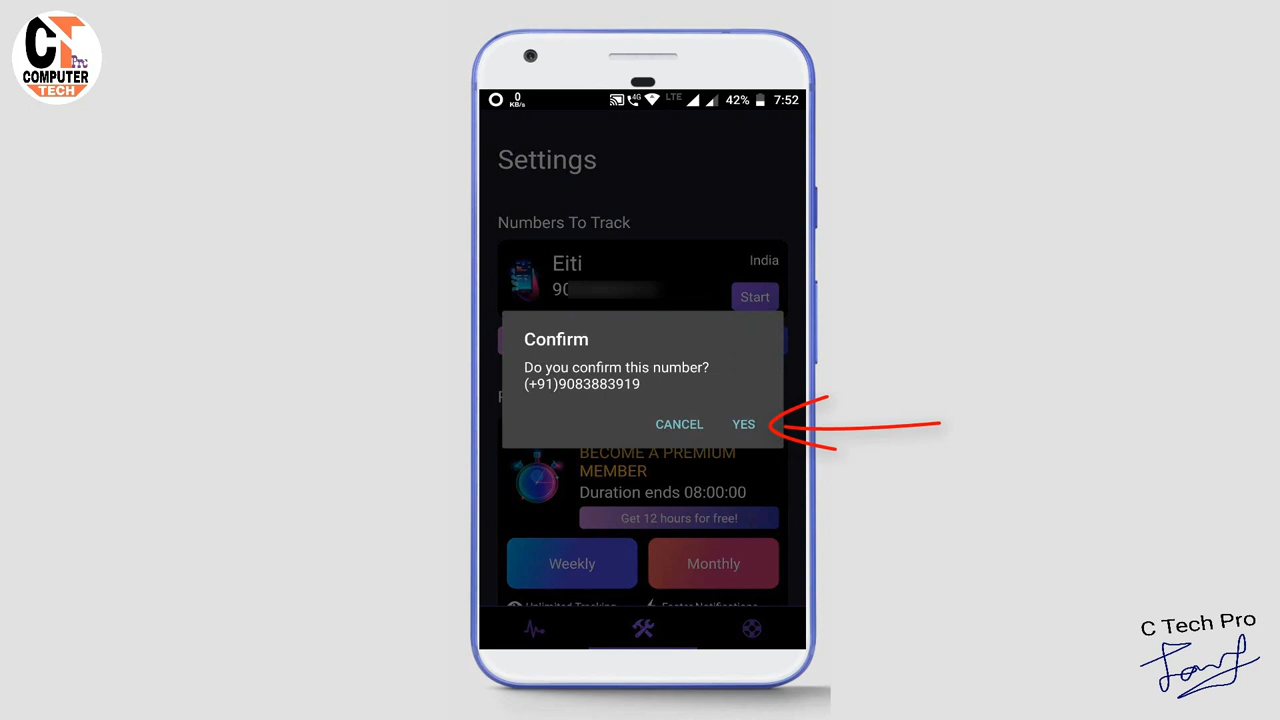 CT
Pro
COMPUTER
TECH
0
KB/s
4G
LTE
42%
7:52
Settings
Numbers To Track
Eiti
India
90
Start
Confirm
Do you confirm this number?
(+91)9083883919
CANCEL
YES
BECOME A PREMIUM
MEMBER
Duration ends 08:00:00
Get 12 hours for free!
Weekly
Monthly
Unlimited Tracking
Faster Notifications
C Tech Pro